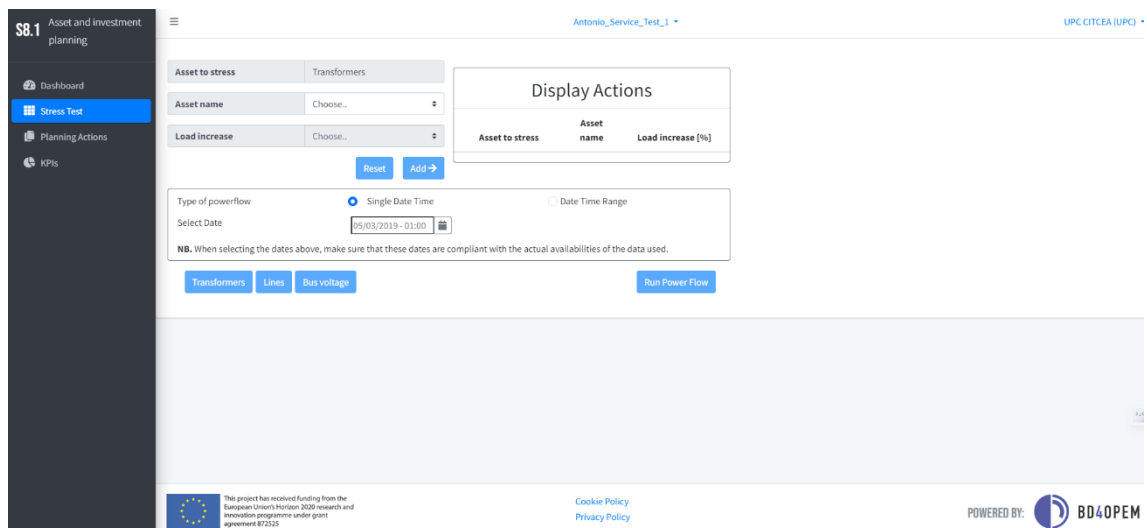 S8.1 Asset and investment
planning
Antonio_Service_Test_1
UPC CITCEA (UPC)
Dashboard
Stress Test
Planning Actions
KPIs
Asset to stress Transformers
Asset name Choose..
Load increase Choose..
Reset Add
Display Actions
Asset to stress Asset name Load increase [%]
Type of powerflow Single Date Time Date Time Range
Select Date 05/03/2019 - 01:00
NB. When selecting the dates above, make sure that these dates are compliant with the actual availabilities of the data used.
Transformers Lines Bus voltage Run Power Flow
This project has received funding from the
European Union's Horizon 2020 research and
innovation programme under grant
agreement 872525
Cookie Policy
Privacy Policy
POWERED BY: BD4OPEM